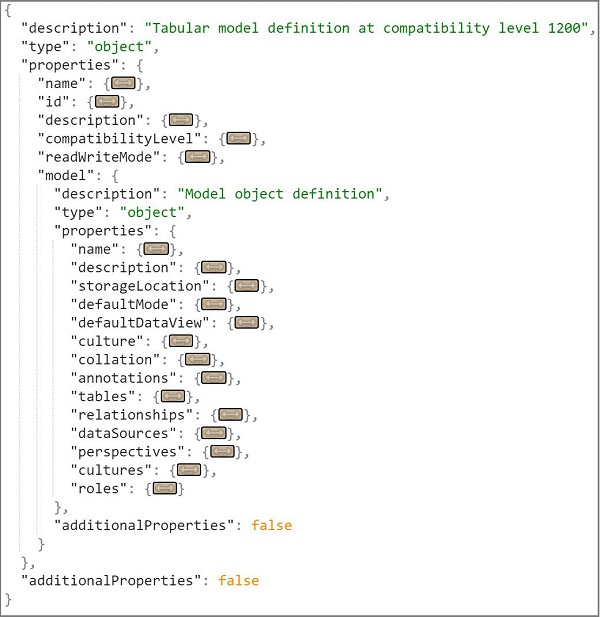 {
"description": "Tabular model definition at compatibility level 1200",
"type": "object",
"properties": {
"name": {},
"id": {},
"description": {},
"compatibilityLevel": {},
"readWriteMode": {},
"model": {
"description": "Model object definition",
"type": "object",
"properties": {
"name": {},
"description": {},
"storageLocation": {},
"defaultMode": {},
"defaultDataView": {},
"culture": {},
"collation": {},
"annotations": {},
"tables": {},
"relationships": {},
"dataSources": {},
"perspectives": {},
"cultures": {},
"roles": {}
},
"additionalProperties": false
}
},
"additionalProperties": false
}